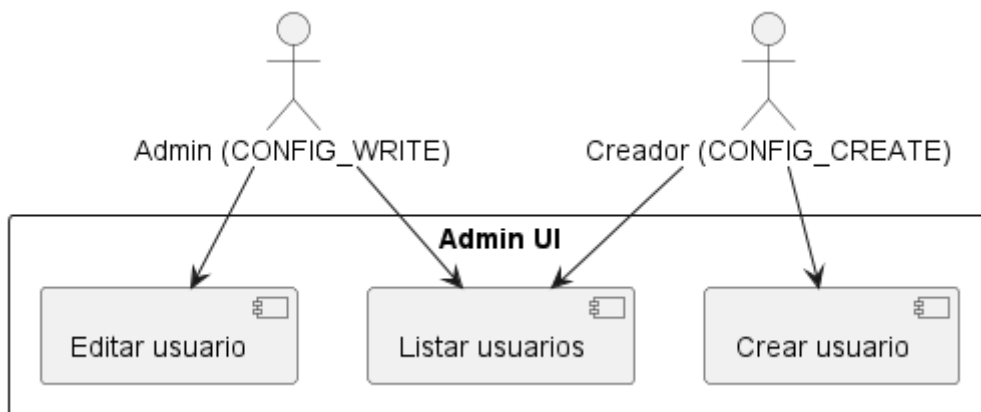 Admin (CONFIG_WRITE)
Creador (CONFIG_CREATE)
Admin UI
Editar usuario
Listar usuarios
Crear usuario